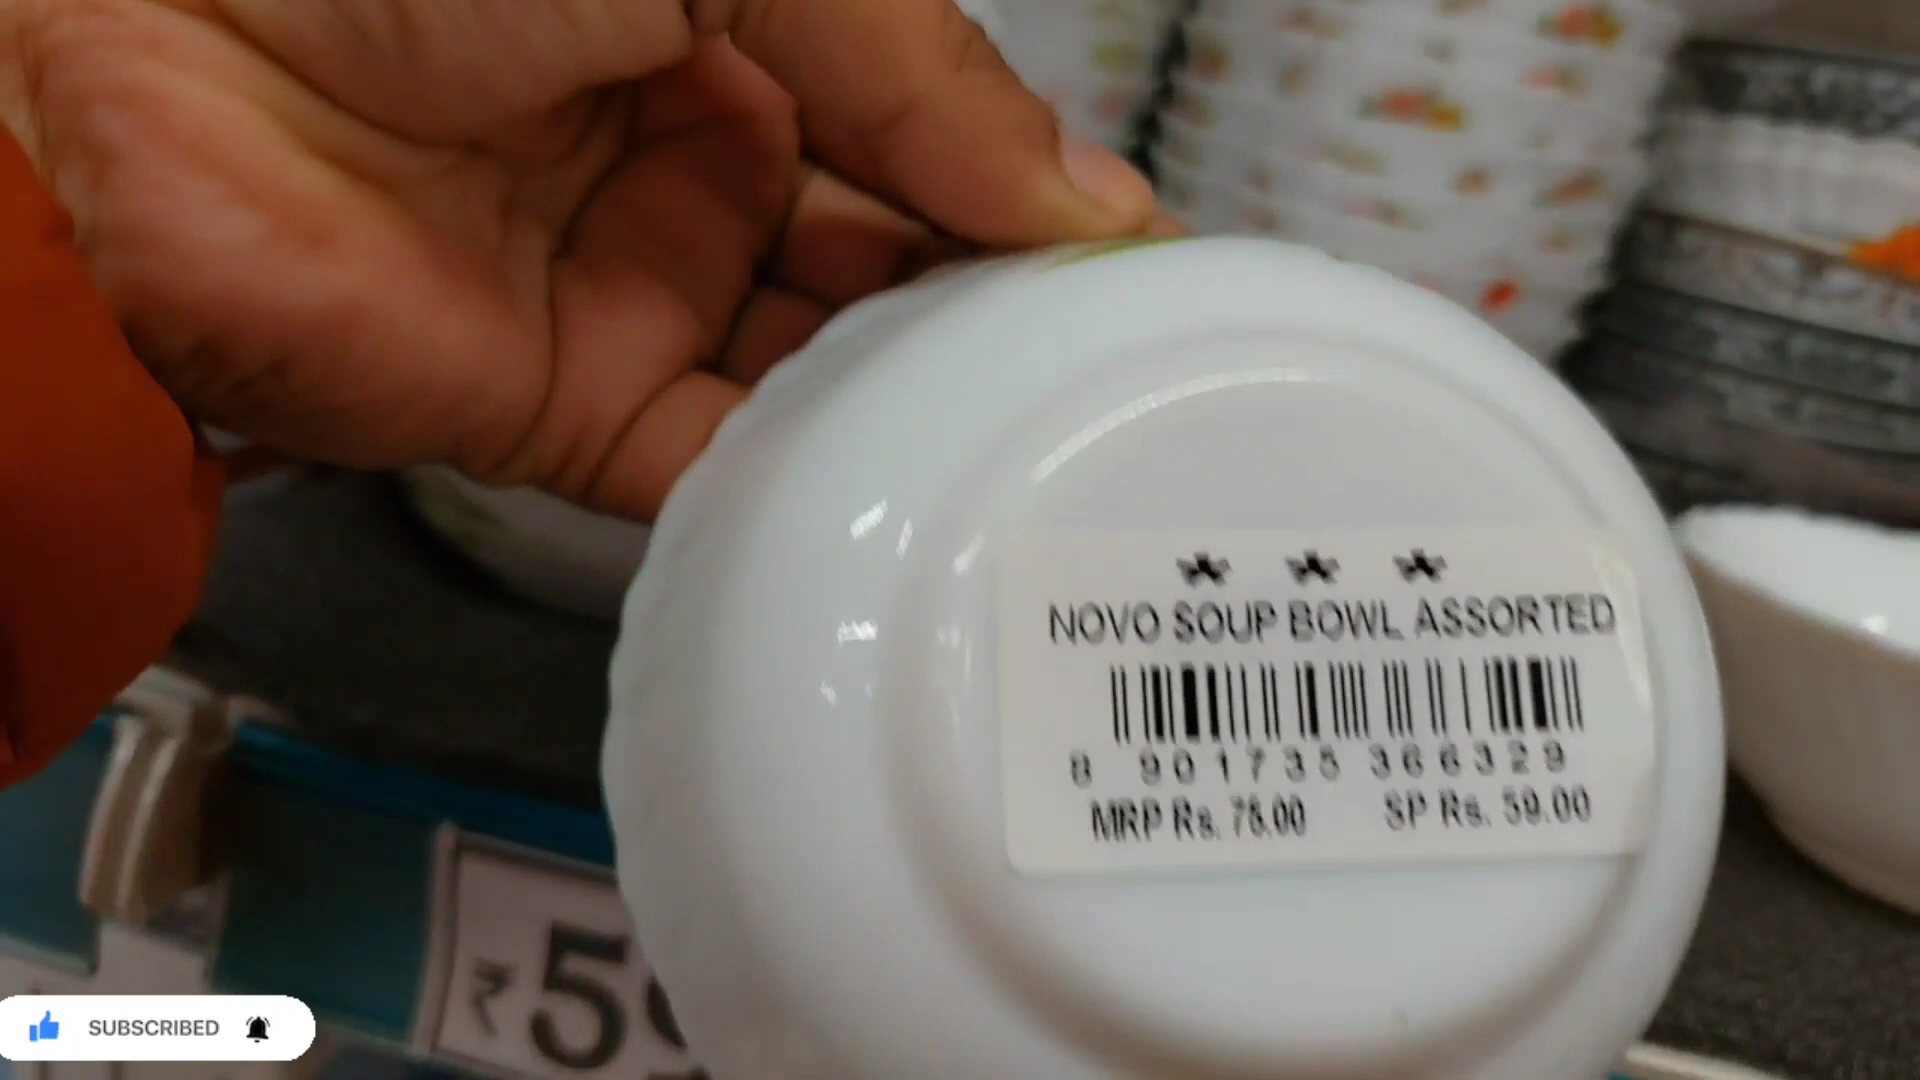 NOVO SOUP BOWL ASSORTED
8 901735 366329
MRP Rs. 75.00 SP Rs. 59.00
₹ 5
SUBSCRIBED